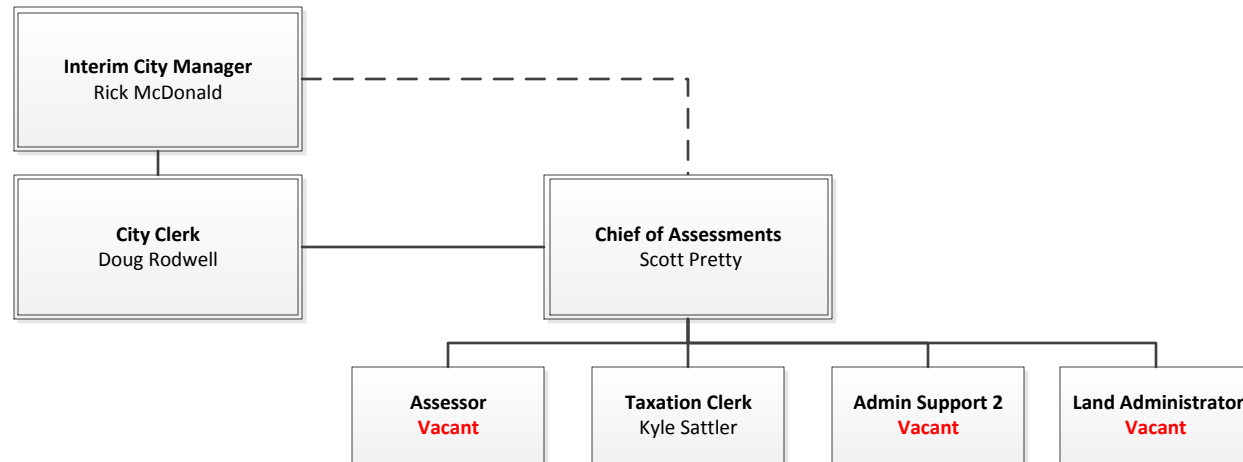 Interim City Manager
Rick McDonald
City Clerk
Doug Rodwell
Chief of Assessments
Scott Pretty
Assessor
Vacant
Taxation Clerk
Kyle Sattler
Admin Support 2
Vacant
Land Administrator
Vacant